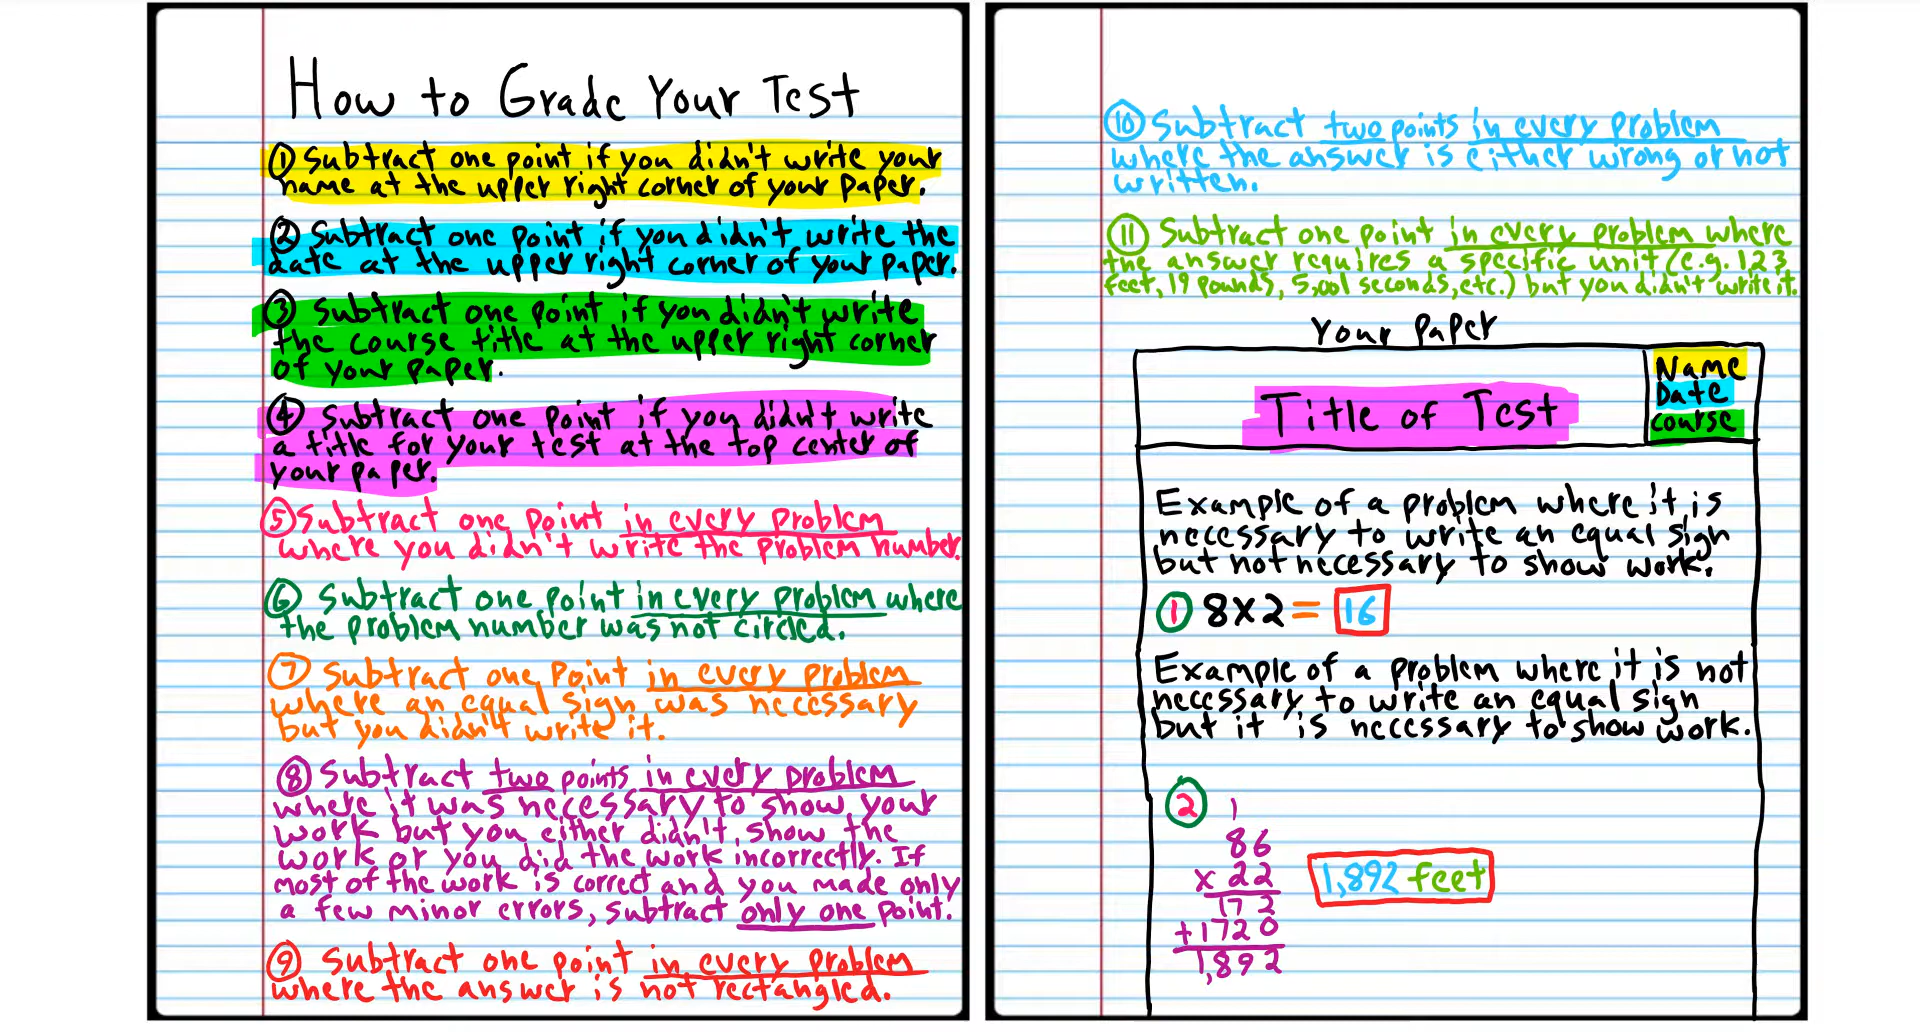 How to Grade Your Test
① Subtract one point if you didn't write your
name at the upper right corner of your paper.
② Subtract one point if you didn't write the
date at the upper right corner of your paper.
③ Subtract one point if you didn't write
the course title at the upper right corner
of your paper.
④ Subtract one point if you didn't write
a title for your test at the top center of
your paper.
⑤ Subtract one point in every problem
where you didn't write the problem number.
⑥ Subtract one point in every problem where
the problem number was not circled.
⑦ Subtract one point in every problem
where an equal sign was necessary
but you didn't write it.
⑧ Subtract two points in every problem
where it was necessary to show your
work but you either didn't show the
work or you did the work incorrectly. If
most of the work is correct and you made only
a few minor errors, subtract only one point.
⑨ Subtract one point in every problem
where the answer is not rectangled.
⑩ Subtract two points in every problem
where the answer is either wrong or not
written.
⑪ Subtract one point in every problem where
the answer requires a specific unit (e.g. 123
feet, 19 pounds, 5,001 seconds, etc.) but you didn't write it.
Your Paper
Name
Date
Course
Title of Test
Example of a problem where it is
necessary to write an equal sign
but not necessary to show work.
① 8x2 = 16
Example of a problem where it is not
necessary to write an equal sign
but it is necessary to show work.
② 1
86
x 22
172
+1720
1,892
1,892 feet